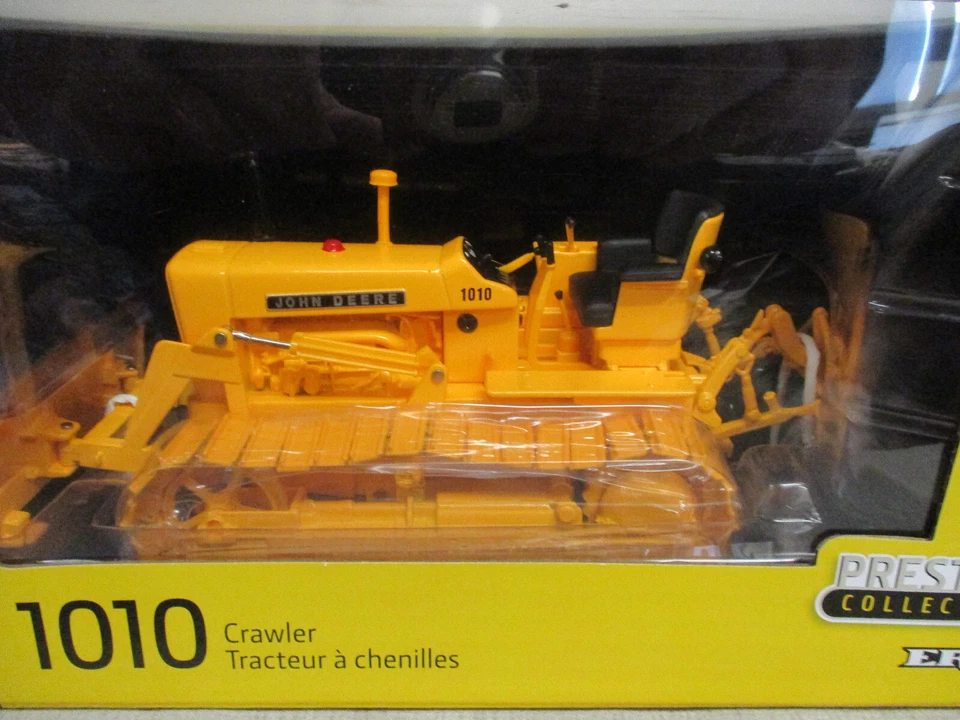 JOHN DEERE
1010
1010
Crawler
Tracteur à chenilles